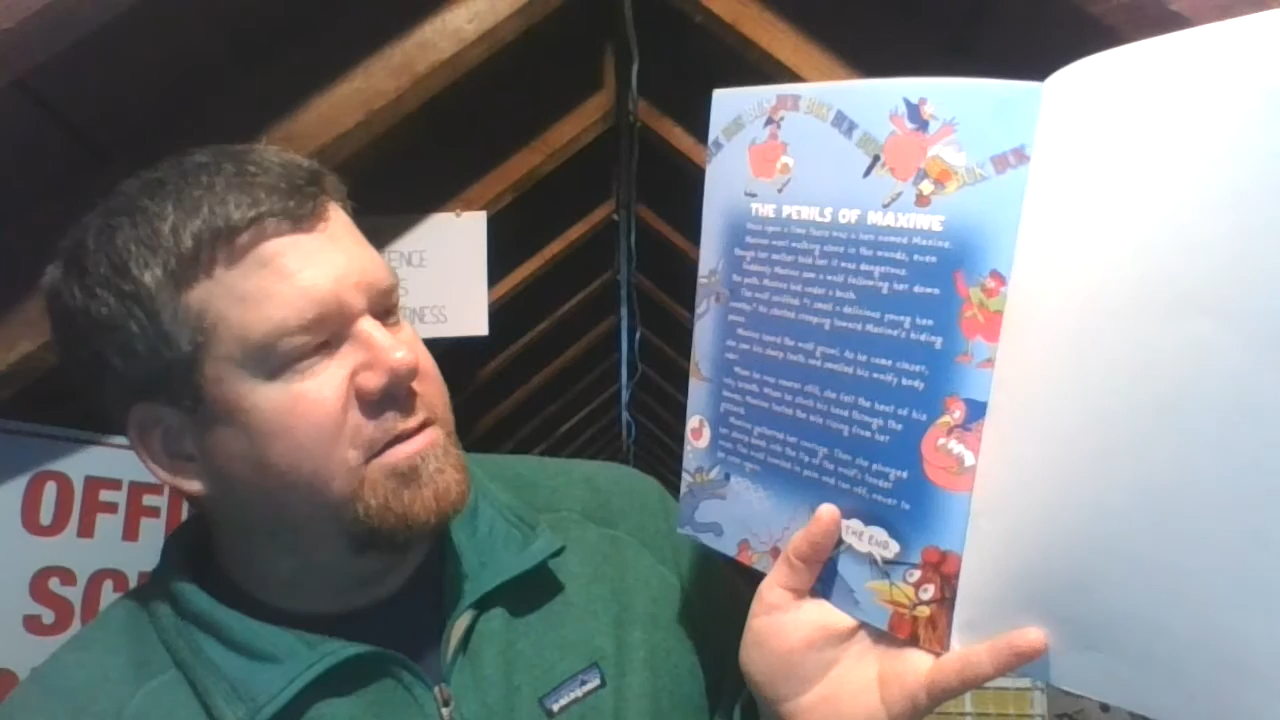 BUK BUK BUK BUK BUK BUK BUK
THE PERILS OF MAXINE
Once upon a time there was a hen named Maxine.
Maxine went walking alone in the woods, even
though her mother told her it was dangerous.
Suddenly Maxine saw a wolf following her down
the path. Maxine hid under a bush.
The wolf sniffed. "I smell a delicious young hen
nearby." He started creeping toward Maxine's hiding
place.
Maxine heard the wolf growl. As he came closer,
she saw his sharp teeth and smelled his wolfy body
odor.
When he was nearer still, she felt the heat of his
oily breath. When he stuck his head through the
leaves, Maxine tasted the bile rising from her
gizzard.
Maxine gathered her courage. Then she plunged
her sharp beak into the tip of the wolf's tender
nose. The wolf howled in pain and ran off, never to
be seen again.
THE END.
ENCE
S
RNESS
OFFI
SC
patagonia